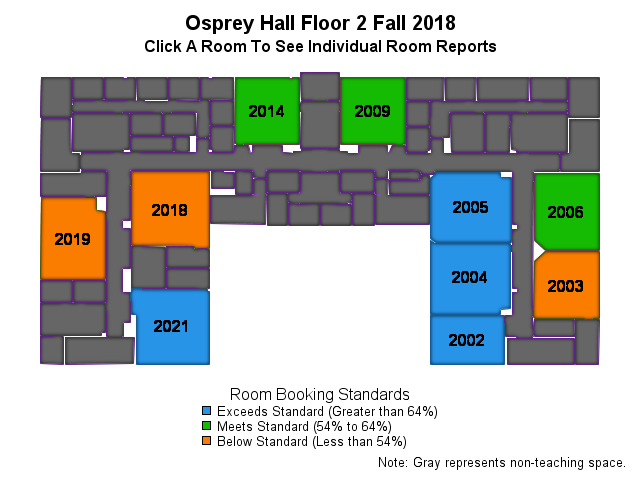 Osprey Hall Floor 2 Fall 2018
Click A Room To See Individual Room Reports
2014
2009
2018
2005
2006
2019
2004
2003
2021
2002
Room Booking Standards
Exceeds Standard (Greater than 64%)
Meets Standard (54% to 64%)
Below Standard (Less than 54%)
Note: Gray represents non-teaching space.